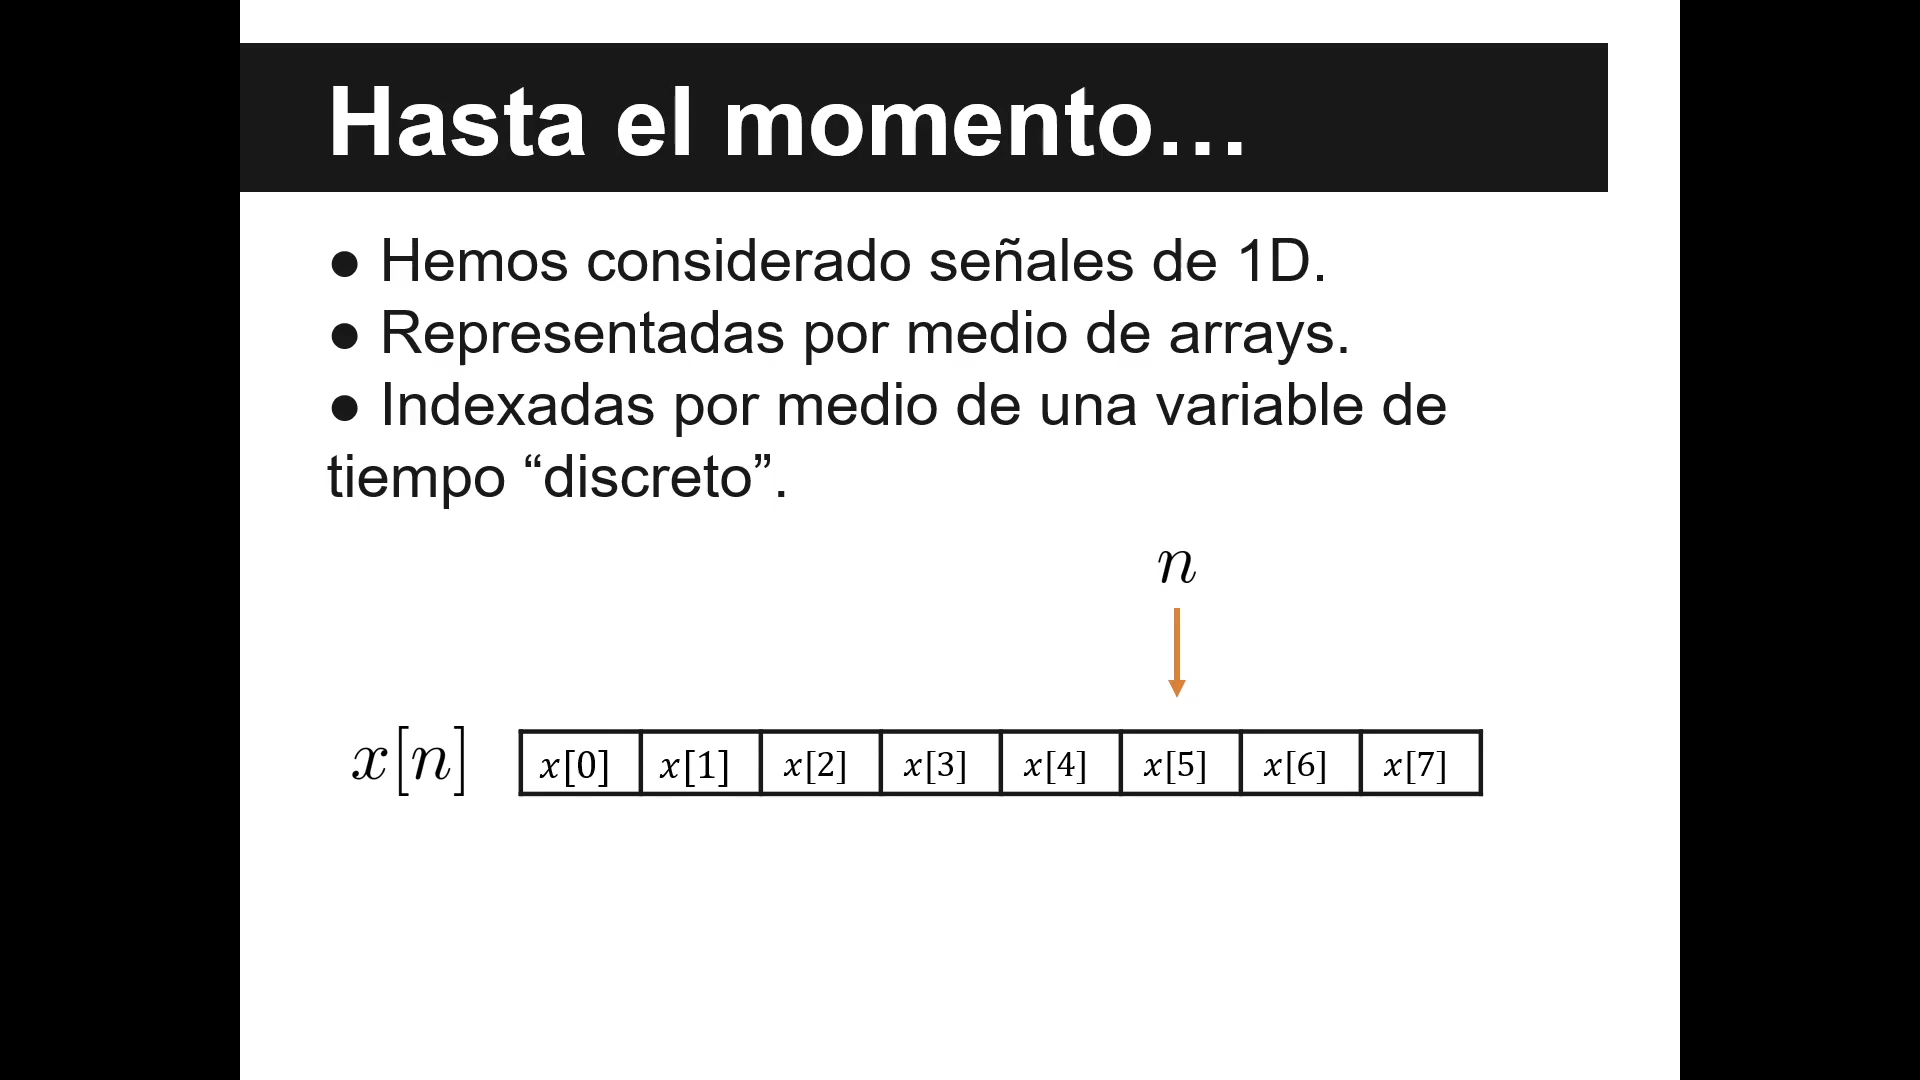 Hasta el momento…
● Hemos considerado señales de 1D.
● Representadas por medio de arrays.
● Indexadas por medio de una variable de
tiempo “discreto”.
n
x[n] x[0] x[1] x[2] x[3] x[4] x[5] x[6] x[7]